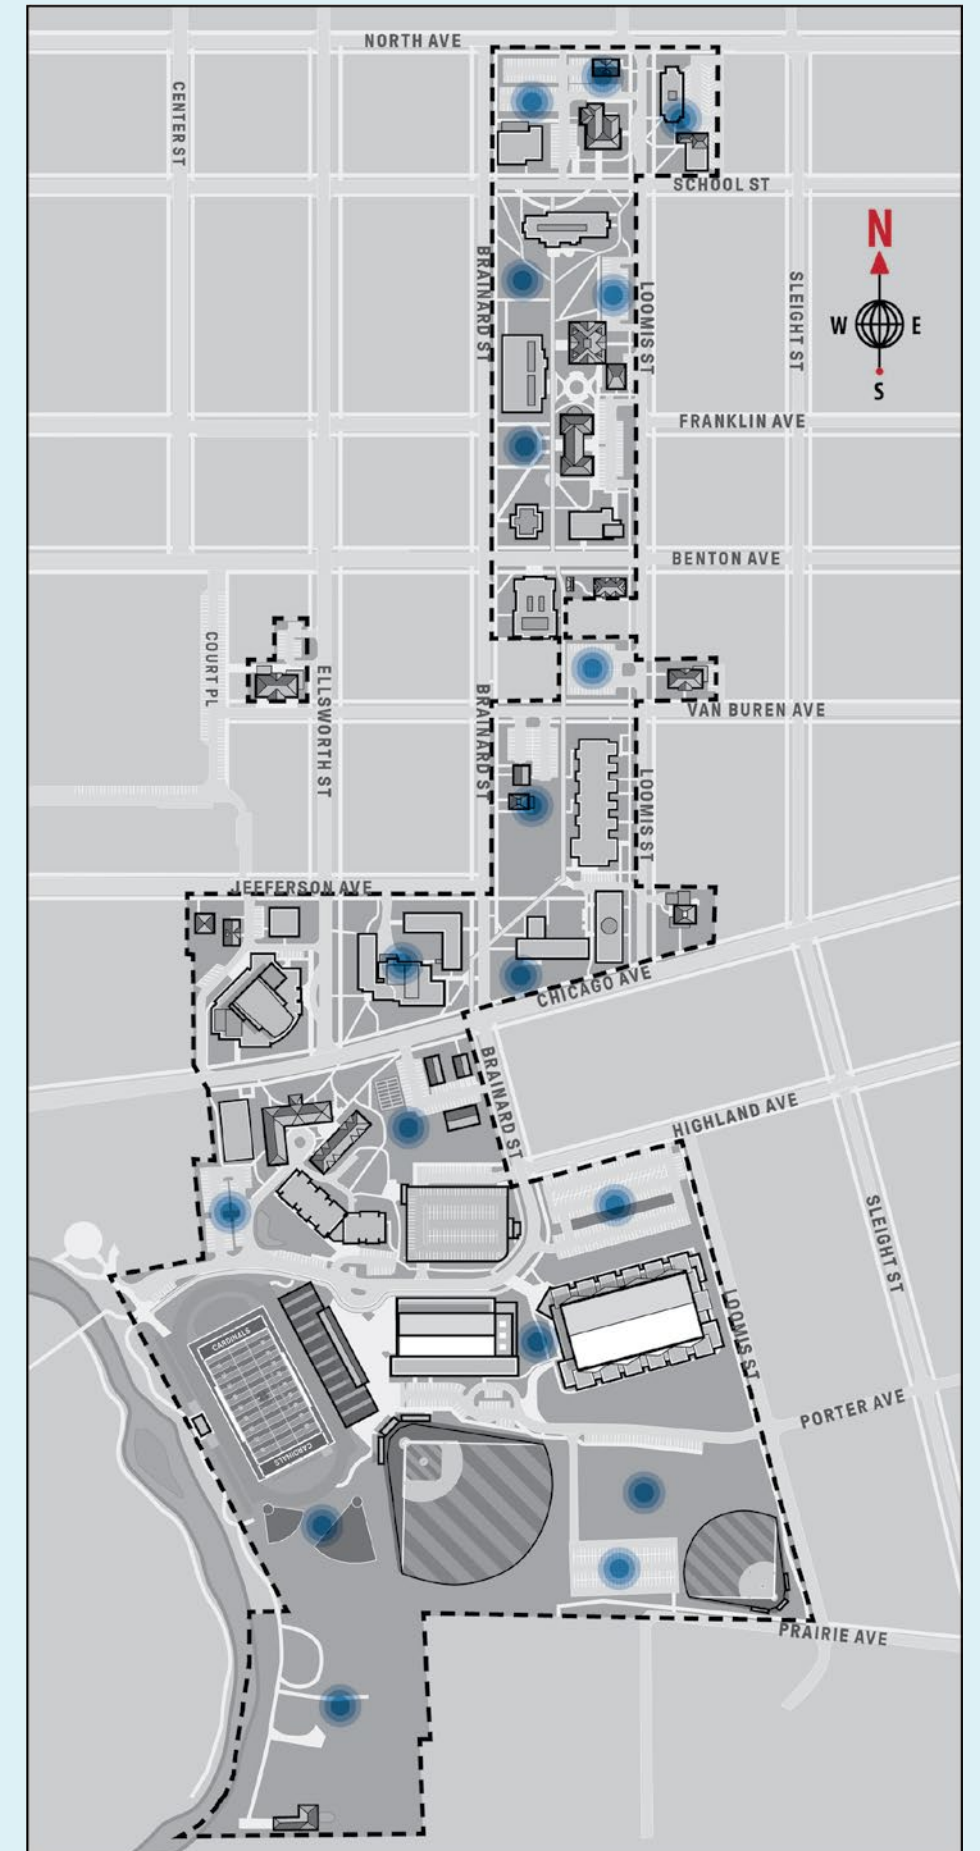 NORTH AVE
CENTER ST
SCHOOL ST
N
W E
S
BRAINARD ST
LOOMIS ST
SLEIGHT ST
FRANKLIN AVE
BENTON AVE
COURT PL
ELLSWORTH ST
BRAINARD ST
VAN BUREN AVE
LOOMIS ST
JEFFERSON AVE
CHICAGO AVE
BRAINARD ST
HIGHLAND AVE
SLEIGHT ST
LOOMIS ST
CARDINALS
PORTER AVE
CARDINALS
PRAIRIE AVE